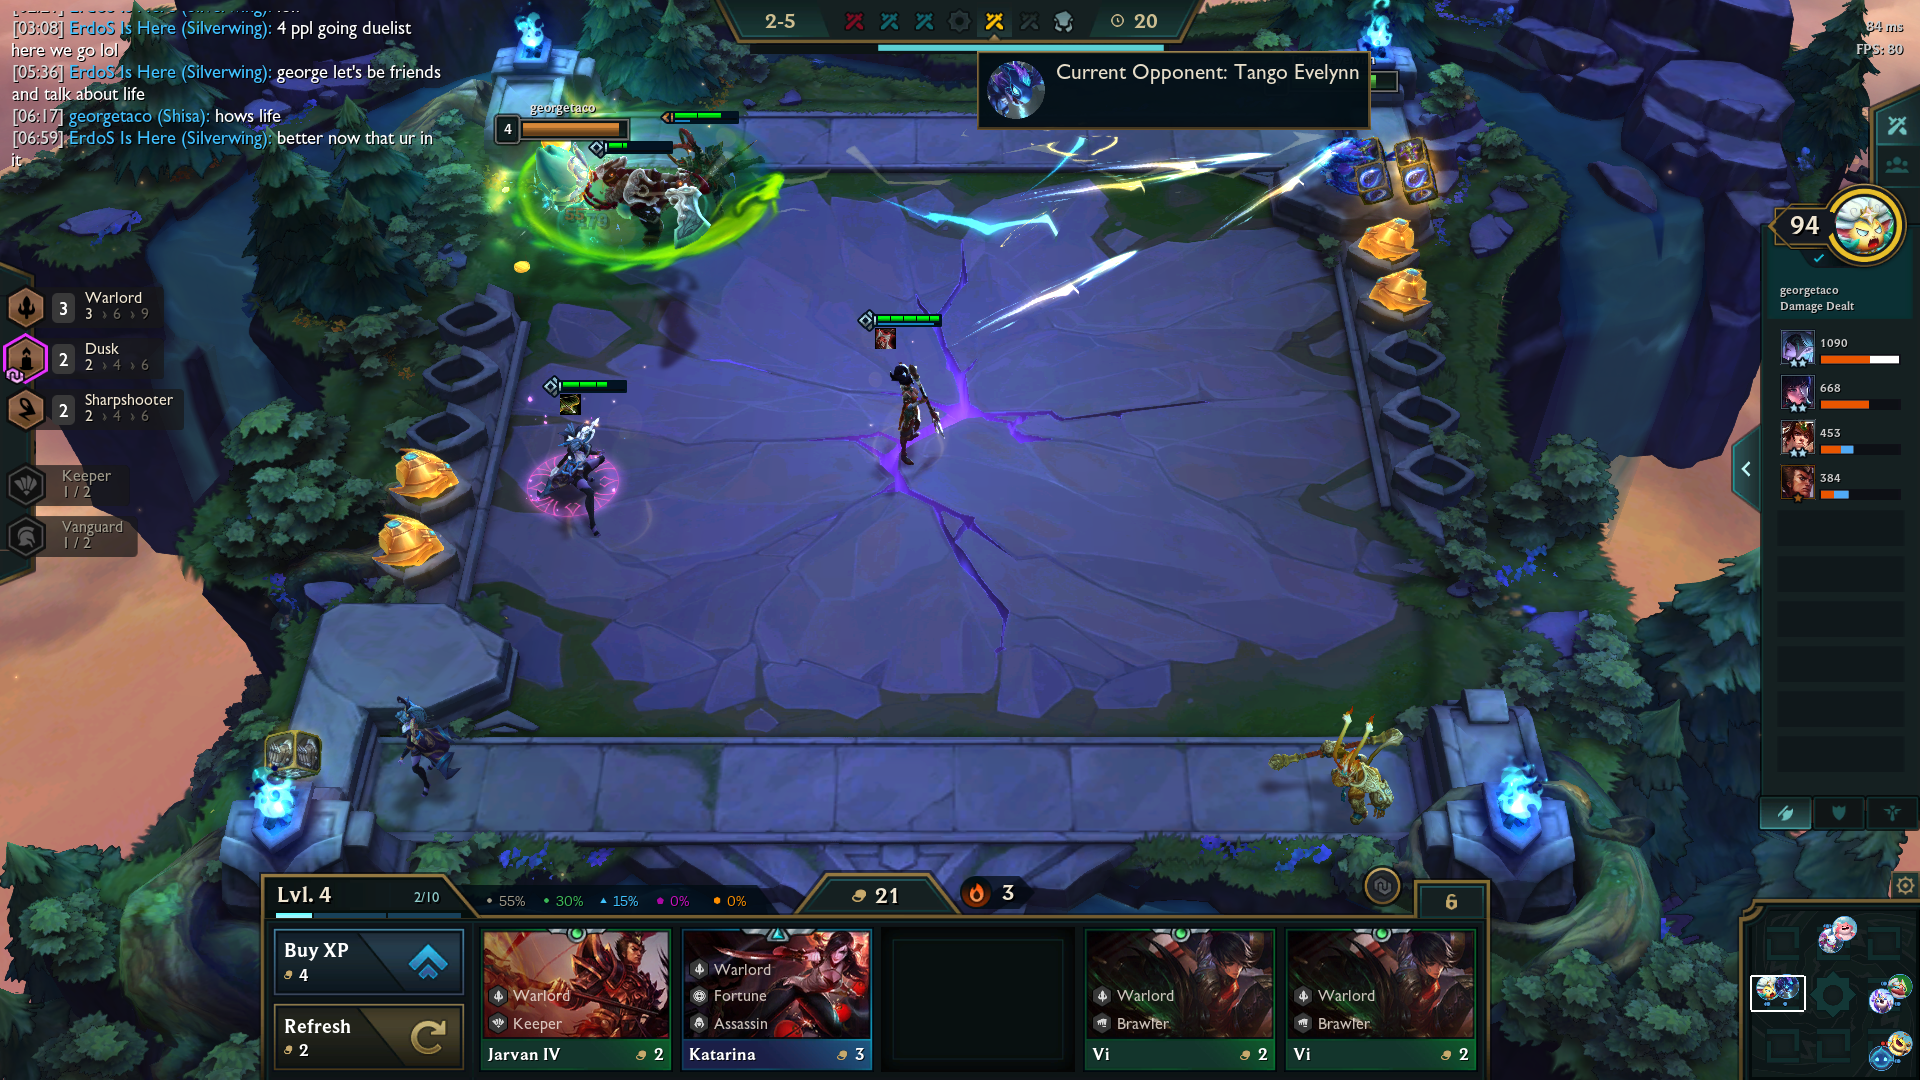 [03:08] ErdoS Is Here (Silverwing): 4 ppl going duelist
here we go lol
[05:36] ErdoS Is Here (Silverwing): george let's be friends
and talk about life
[06:17] georgetaco (Shisa): hows life
[06:59] ErdoS Is Here (Silverwing): better now that ur in
it
2-5
20
Current Opponent: Tango Evelynn
84 ms
FPS: 80
georgetaco
4
94
georgetaco
Damage Dealt
1090
668
453
384
3 Warlord
3 › 6 › 9
2 Dusk
2 › 4 › 6
2 Sharpshooter
2 › 4 › 6
Keeper
1 / 2
Vanguard
1 / 2
Lvl. 4
2/10
55%
30%
15%
0%
0%
21
3
6
Buy XP
4
Refresh
2
Warlord
Keeper
Jarvan IV 2
Warlord
Fortune
Assassin
Katarina 3
Warlord
Brawler
Vi 2
Warlord
Brawler
Vi 2